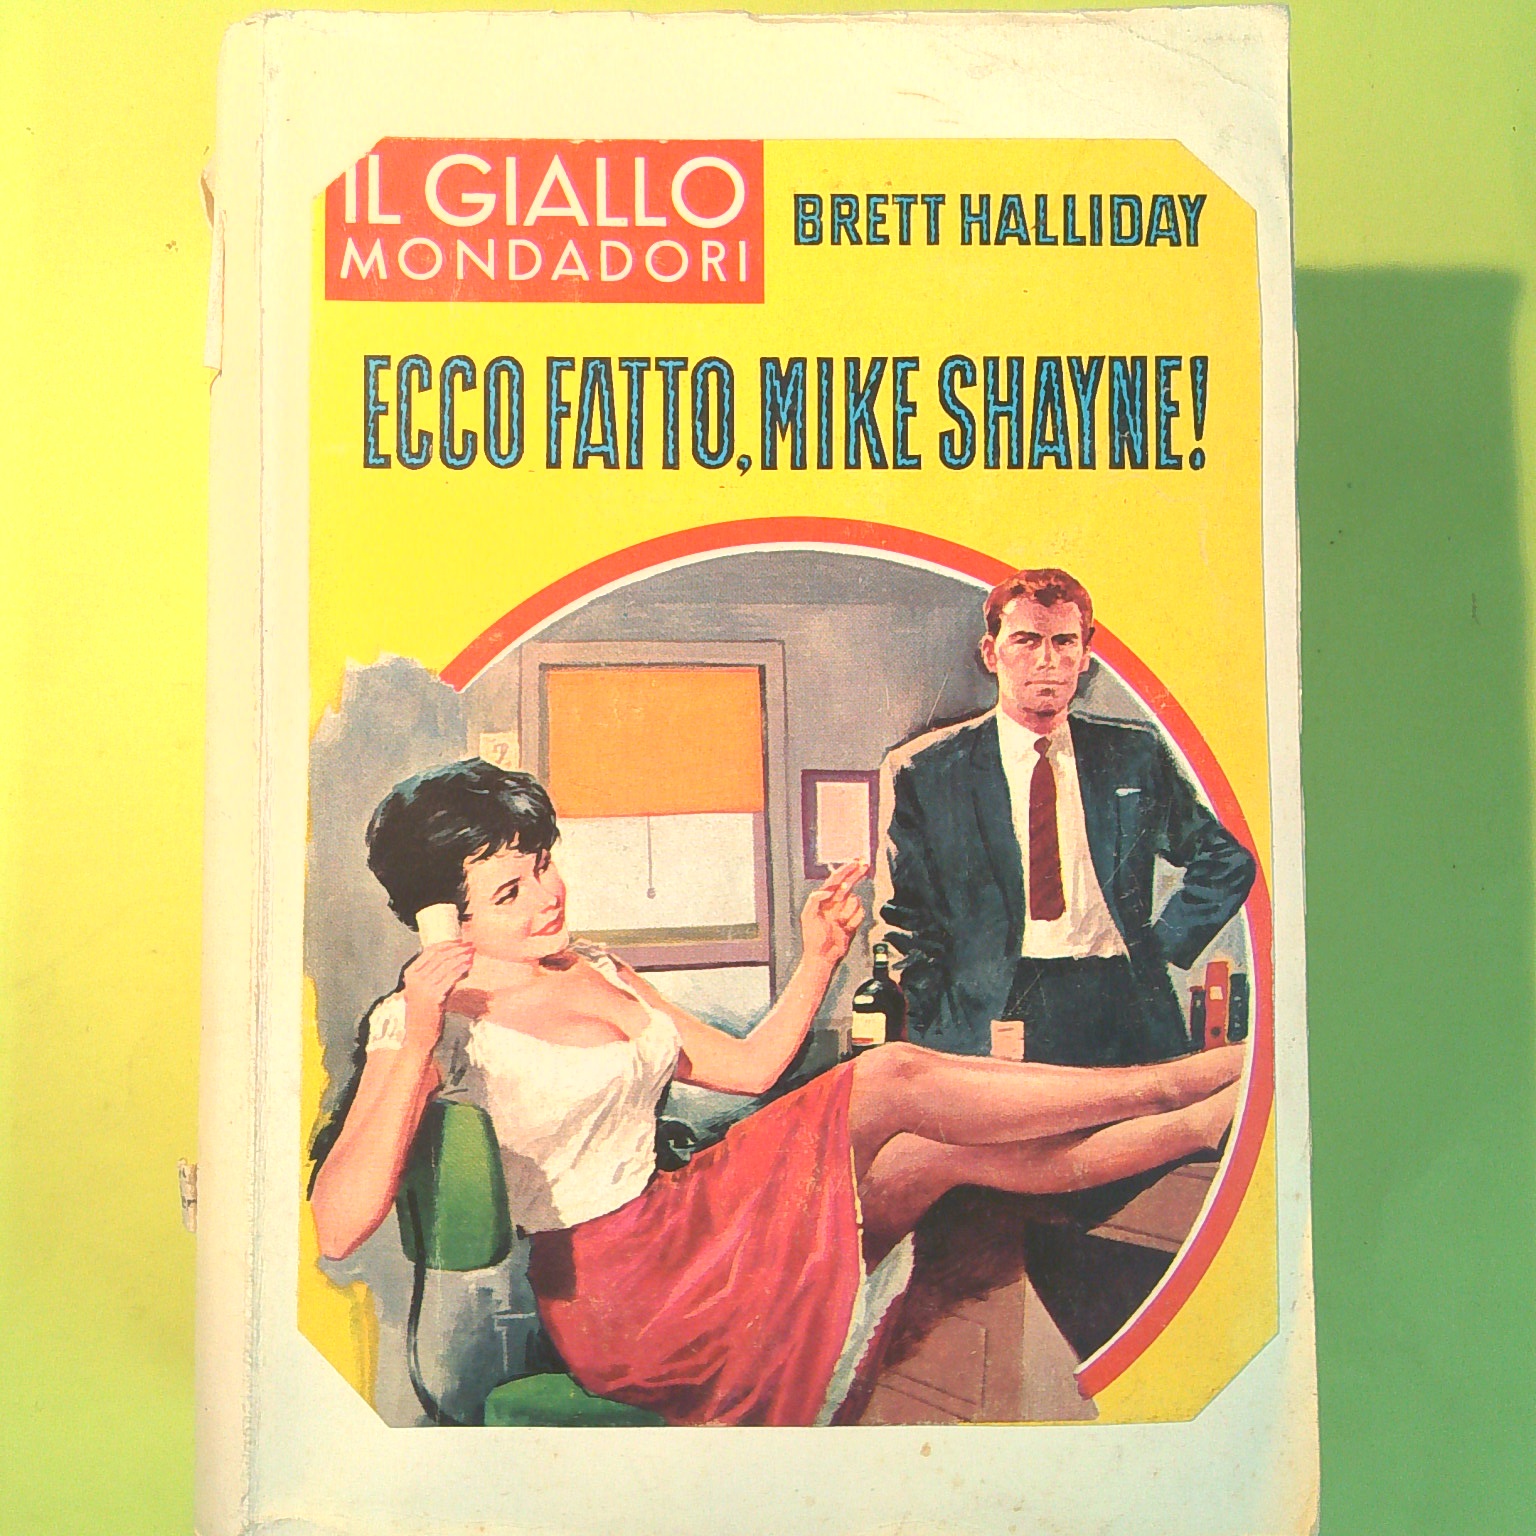 IL GIALLO
MONDADORI
BRETT HALLIDAY
ECCO FATTO, MIKE SHAYNE!